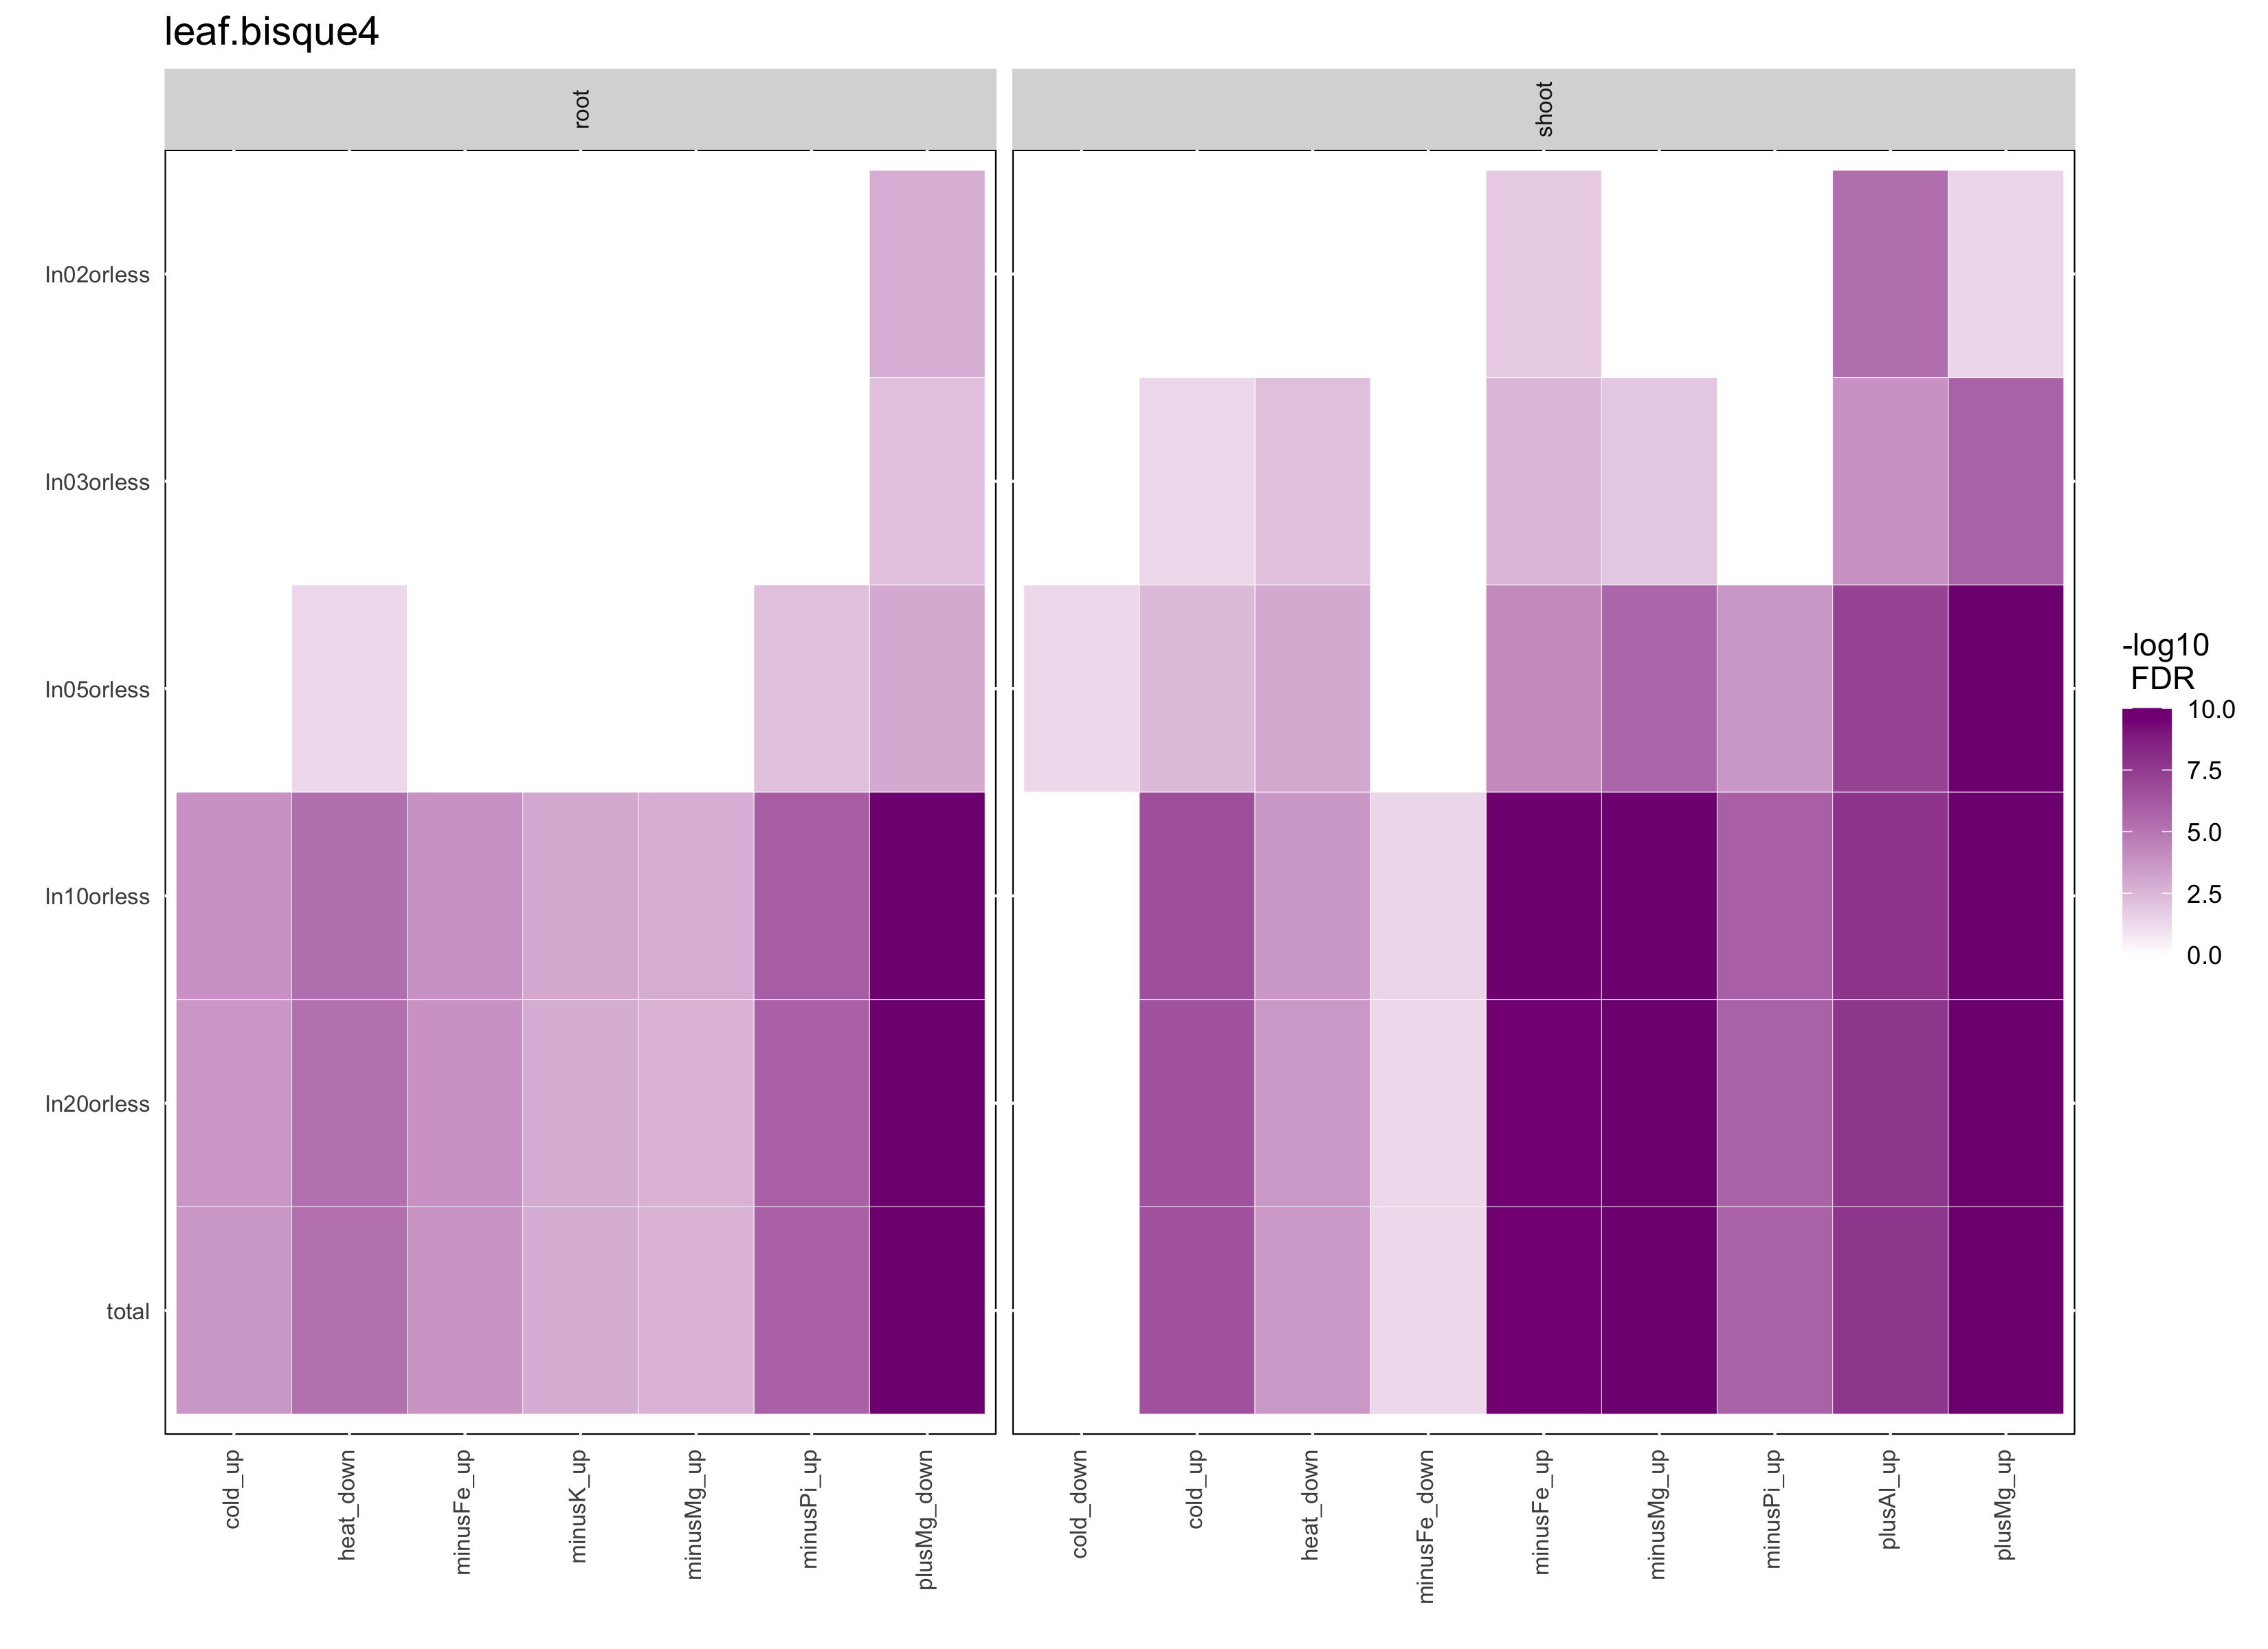 leaf.bisque4
root
shoot
In02orless
In03orless
In05orless
In10orless
In20orless
total
cold_up
heat_down
minusFe_up
minusK_up
minusMg_up
minusPi_up
plusMg_down
cold_down
cold_up
heat_down
minusFe_down
minusFe_up
minusMg_up
minusPi_up
plusAl_up
plusMg_up
-log10
FDR
10.0
7.5
5.0
2.5
0.0